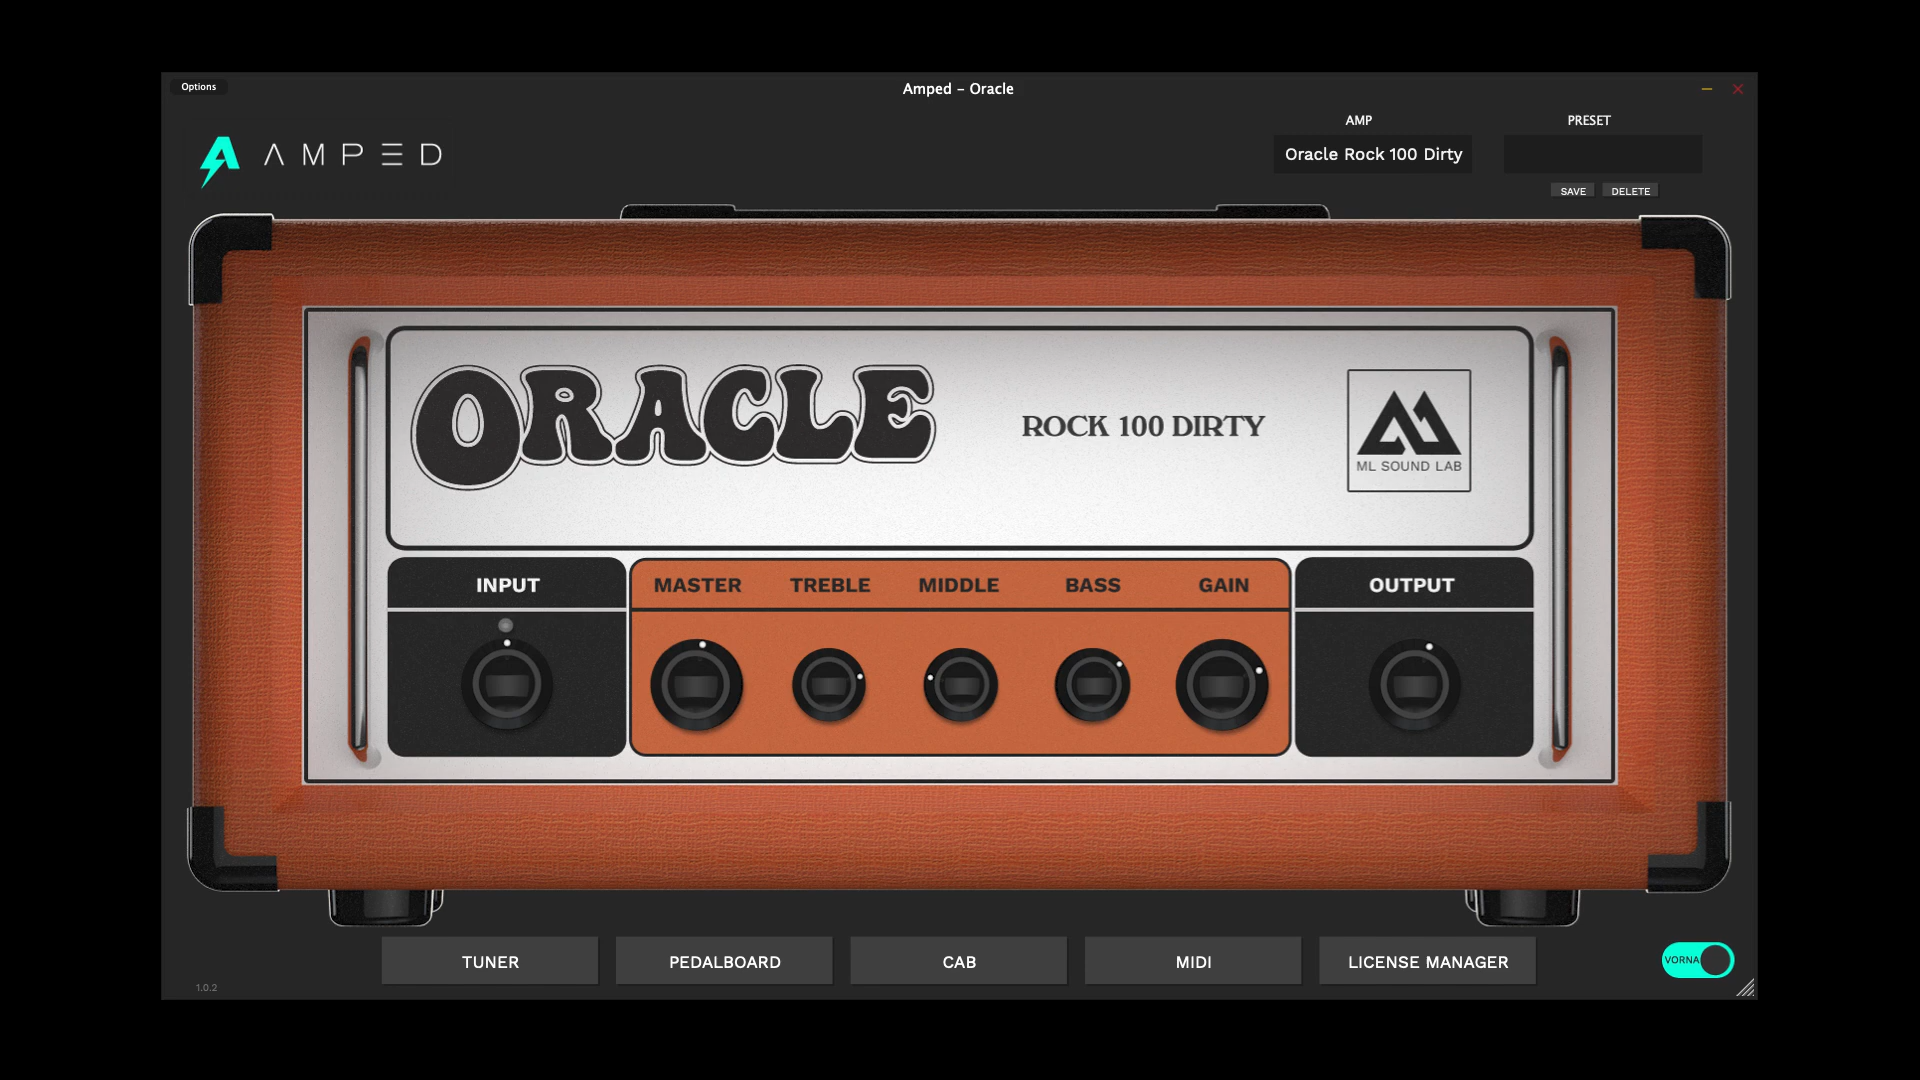 Options
Amped - Oracle
AMPED
AMP
PRESET
Oracle Rock 100 Dirty
SAVE
DELETE
ORACLE
ROCK 100 DIRTY
ML SOUND LAB
INPUT
MASTER
TREBLE
MIDDLE
BASS
GAIN
OUTPUT
TUNER
PEDALBOARD
CAB
MIDI
LICENSE MANAGER
VORNA
1.0.2